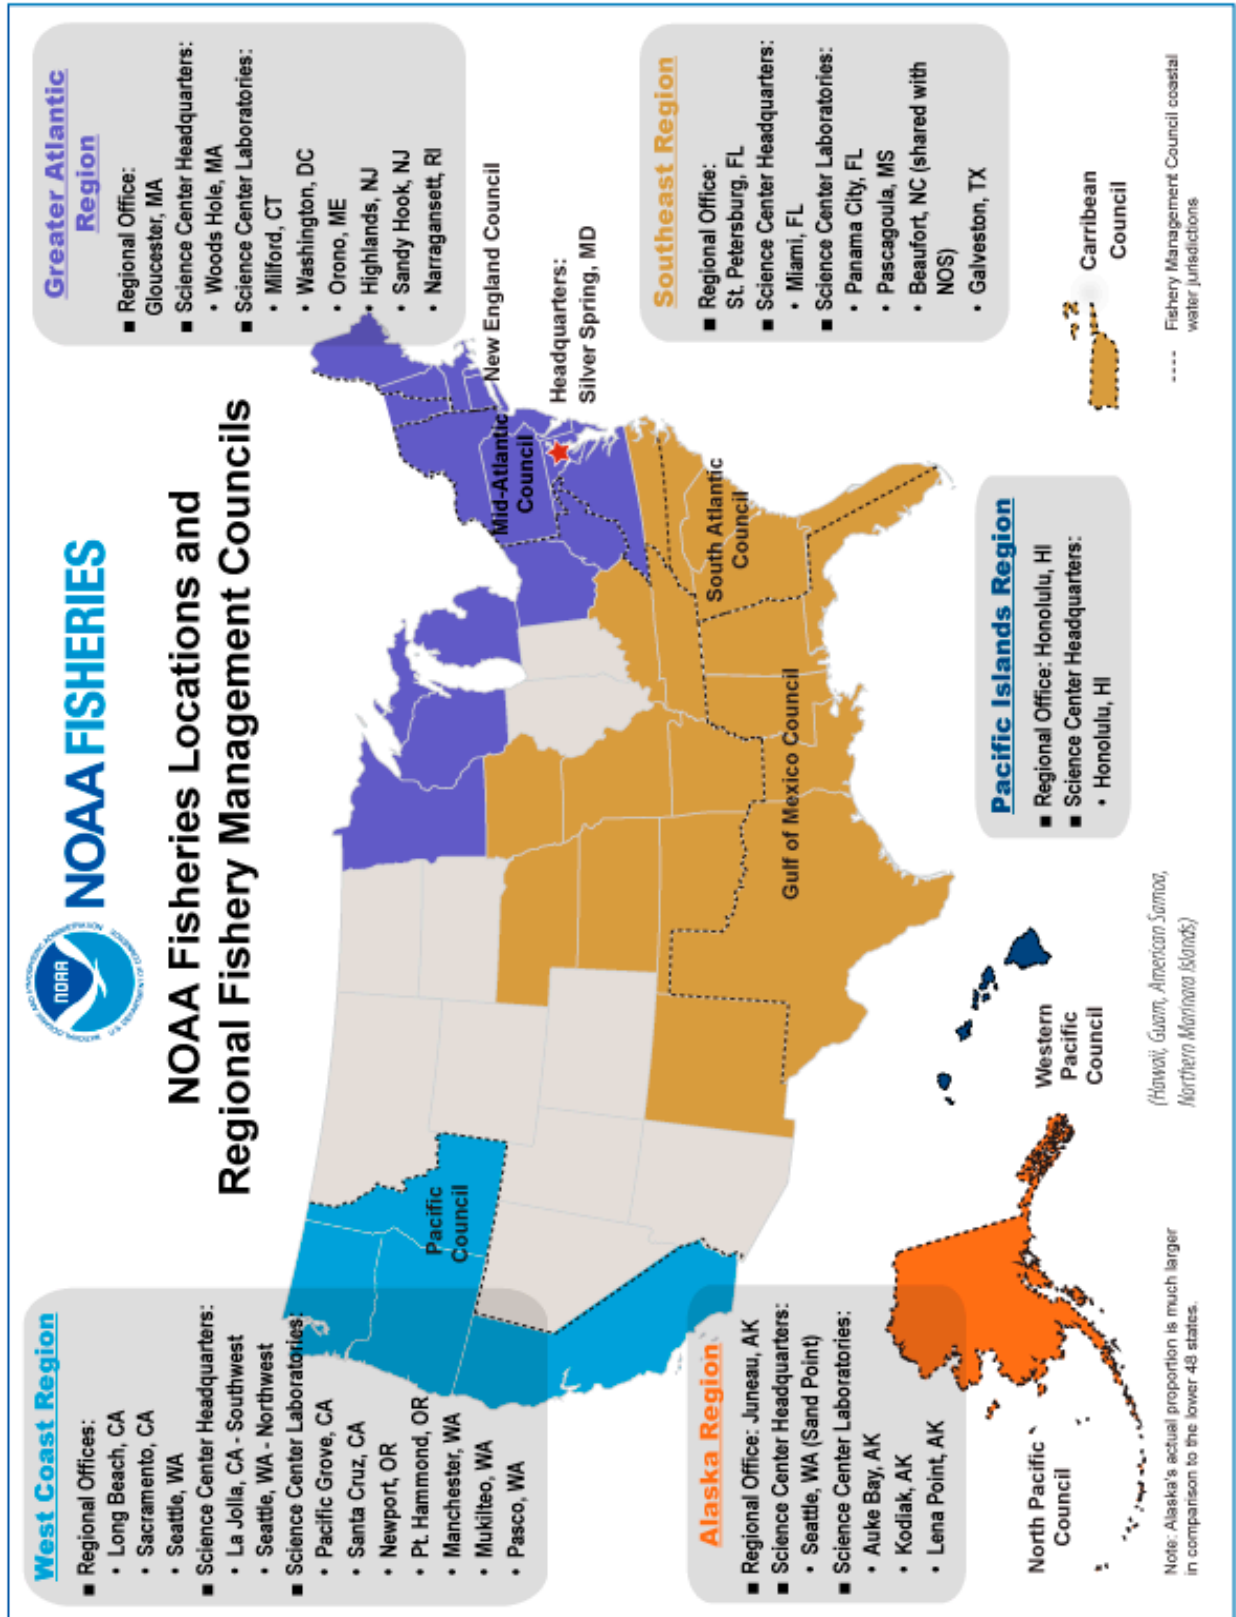 NOAA
NATIONAL OCEANIC AND ATMOSPHERIC ADMINISTRATION
U.S. DEPARTMENT OF COMMERCE
NOAA FISHERIES
NOAA Fisheries Locations and
Regional Fishery Management Councils
West Coast Region
■ Regional Offices:
• Long Beach, CA
• Sacramento, CA
• Seattle, WA
■ Science Center Headquarters:
• La Jolla, CA - Southwest
• Seattle, WA - Northwest
■ Science Center Laboratories:
• Pacific Grove, CA
• Santa Cruz, CA
• Newport, OR
• Pt. Hammond, OR
• Manchester, WA
• Mukilteo, WA
• Pasco, WA
Greater Atlantic
Region
■ Regional Office:
Gloucester, MA
■ Science Center Headquarters:
• Woods Hole, MA
■ Science Center Laboratories:
• Milford, CT
• Washington, DC
• Orono, ME
• Highlands, NJ
• Sandy Hook, NJ
• Narragansett, RI
Pacific
Council
Mid-Atlantic
Council
New England Council
Headquarters:
Silver Spring, MD
South Atlantic
Council
Gulf of Mexico Council
Alaska Region
■ Regional Office: Juneau, AK
■ Science Center Headquarters:
• Seattle, WA (Sand Point)
■ Science Center Laboratories:
• Auke Bay, AK
• Kodiak, AK
• Lena Point, AK
Southeast Region
■ Regional Office:
St. Petersburg, FL
■ Science Center Headquarters:
• Miami, FL
■ Science Center Laboratories:
• Panama City, FL
• Pascagoula, MS
• Beaufort, NC (shared with
NOS)
• Galveston, TX
Pacific Islands Region
■ Regional Office: Honolulu, HI
■ Science Center Headquarters:
• Honolulu, HI
North Pacific
Council
Western
Pacific
Council
(Hawaii, Guam, American Samoa,
Northern Marinara Islands)
Carribean
Council
Note: Alaska's actual proportion is much larger
in comparison to the lower 48 states.
---- Fishery Management Council coastal
water jurisdictions